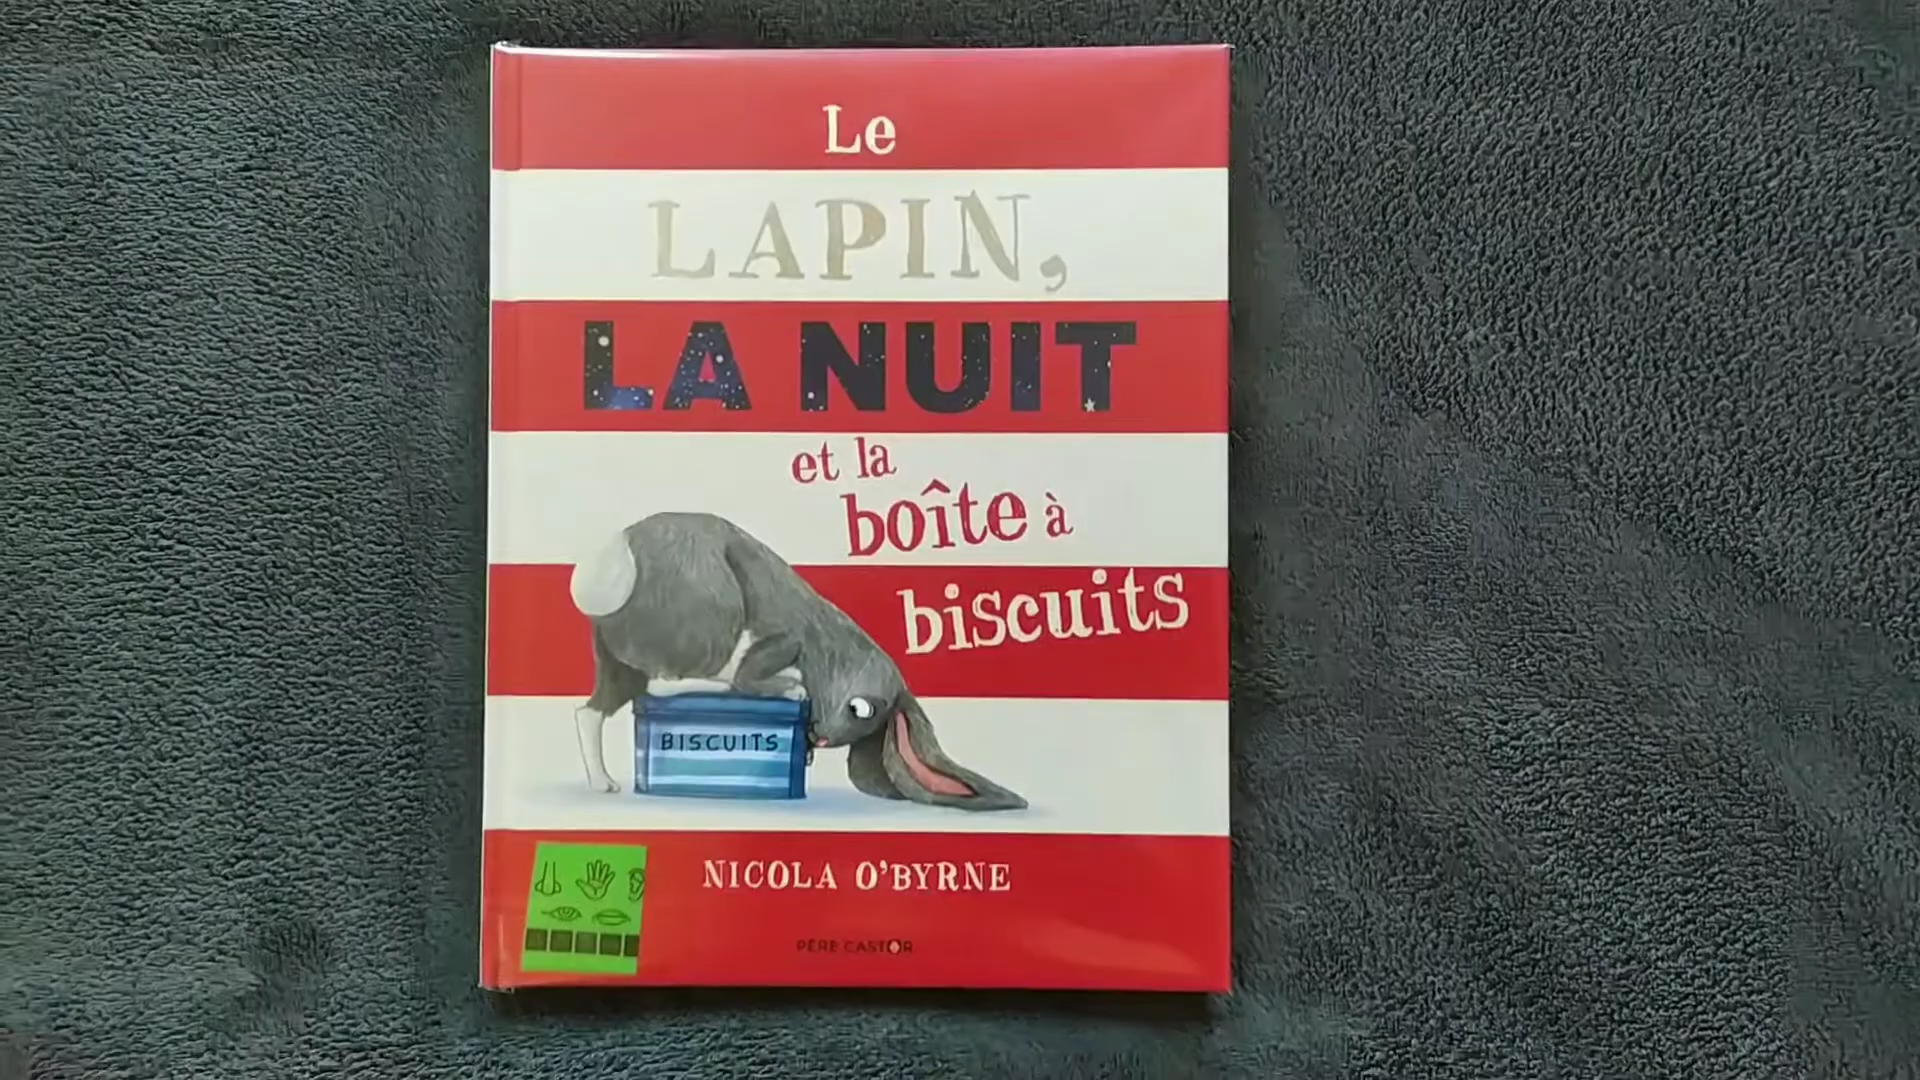 Le
LAPIN,
LA NUIT
et la
boîte à
biscuits
BISCUITS
NICOLA O'BYRNE
PÈRE CASTOR